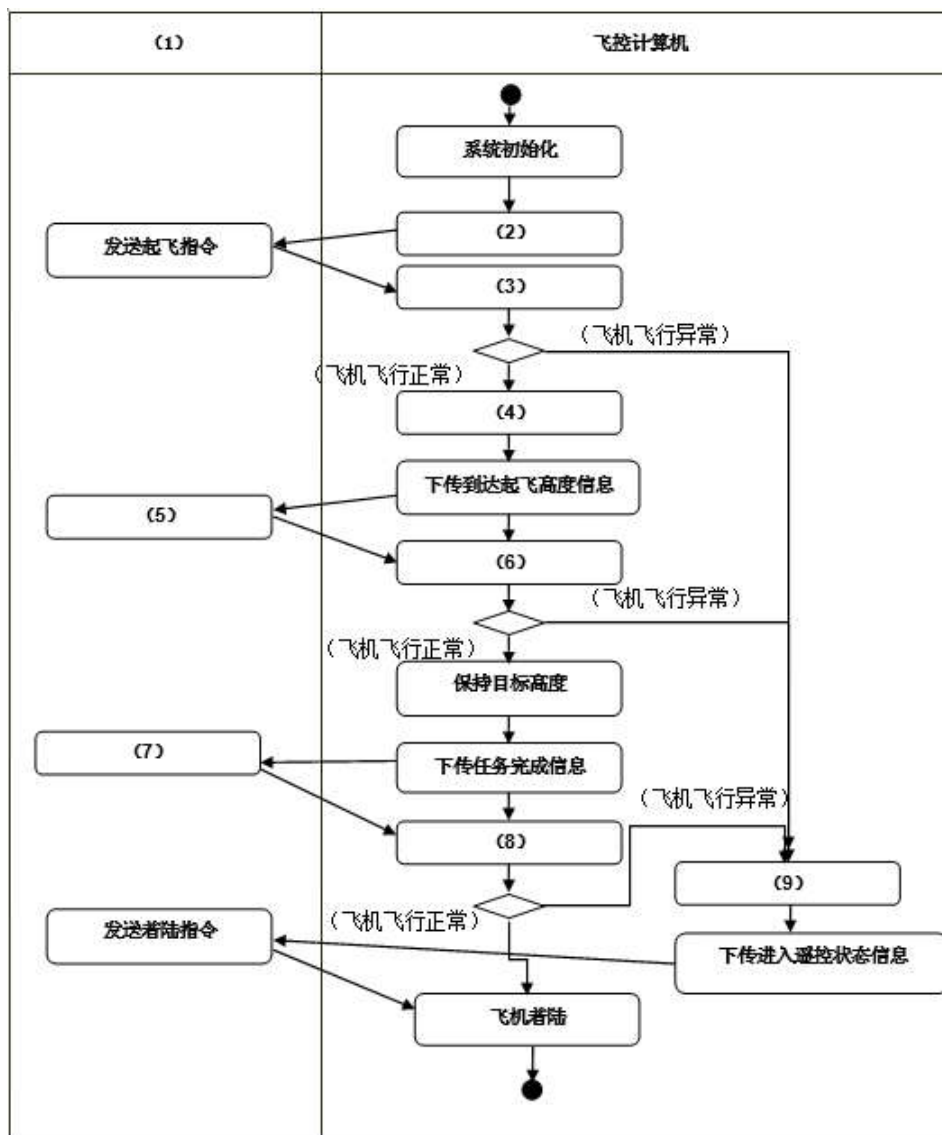 (1)
飞控计算机
系统初始化
(2)
发送起飞指令
(3)
(飞机飞行异常)
(飞机飞行正常)
(4)
下传到达起飞高度信息
(5)
(6)
(飞机飞行异常)
(飞机飞行正常)
保持目标高度
(7)
下传任务完成信息
(飞机飞行异常)
(8)
(9)
(飞机飞行正常)
发送着陆指令
下传进入遥控状态信息
飞机着陆